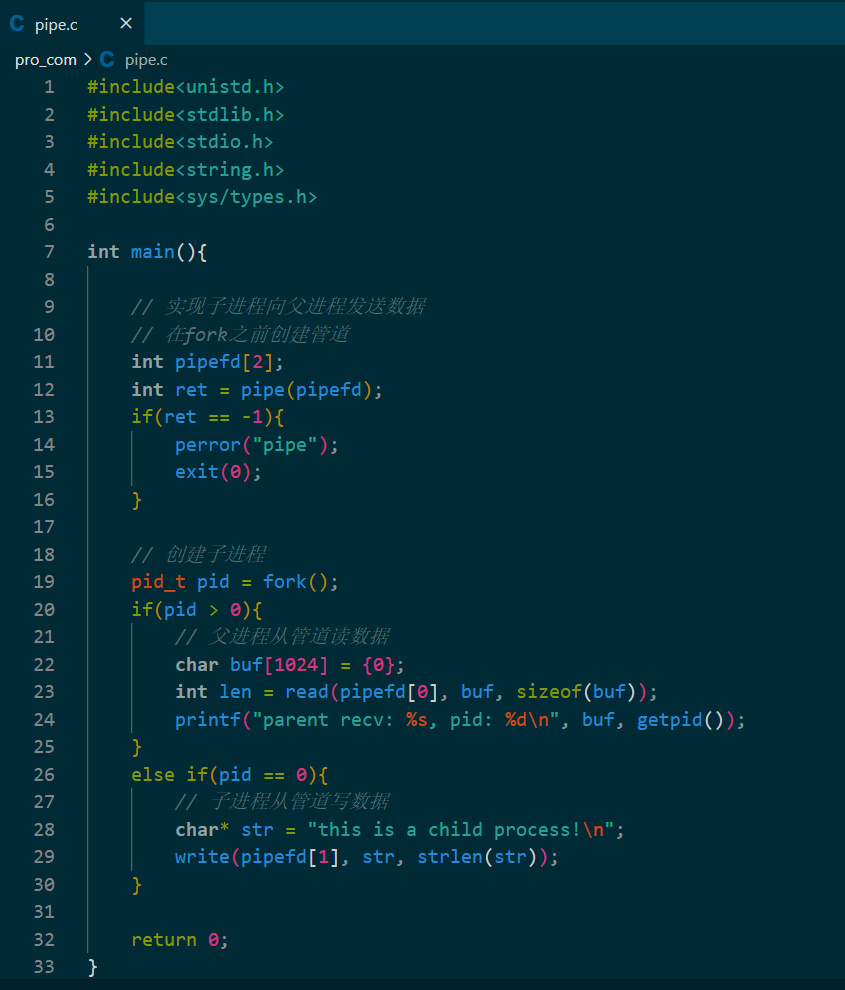 C pipe.c ×
pro_com > C pipe.c
1 #include<unistd.h>
2 #include<stdlib.h>
3 #include<stdio.h>
4 #include<string.h>
5 #include<sys/types.h>
6
7 int main(){
8
9     // 实现子进程向父进程发送数据
10     // 在fork之前创建管道
11     int pipefd[2];
12     int ret = pipe(pipefd);
13     if(ret == -1){
14         perror("pipe");
15         exit(0);
16     }
17
18     // 创建子进程
19     pid_t pid = fork();
20     if(pid > 0){
21         // 父进程从管道读数据
22         char buf[1024] = {0};
23         int len = read(pipefd[0], buf, sizeof(buf));
24         printf("parent recv: %s, pid: %d\n", buf, getpid());
25     }
26     else if(pid == 0){
27         // 子进程从管道写数据
28         char* str = "this is a child process!\n";
29         write(pipefd[1], str, strlen(str));
30     }
31
32     return 0;
33 }